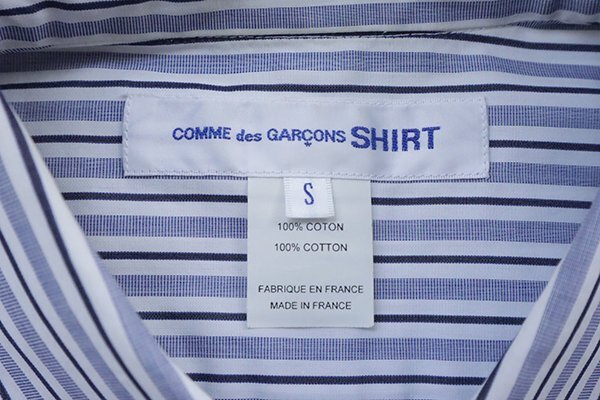 COMME des GARÇONS SHIRT
S
100% COTON
100% COTTON
FABRIQUE EN FRANCE
MADE IN FRANCE